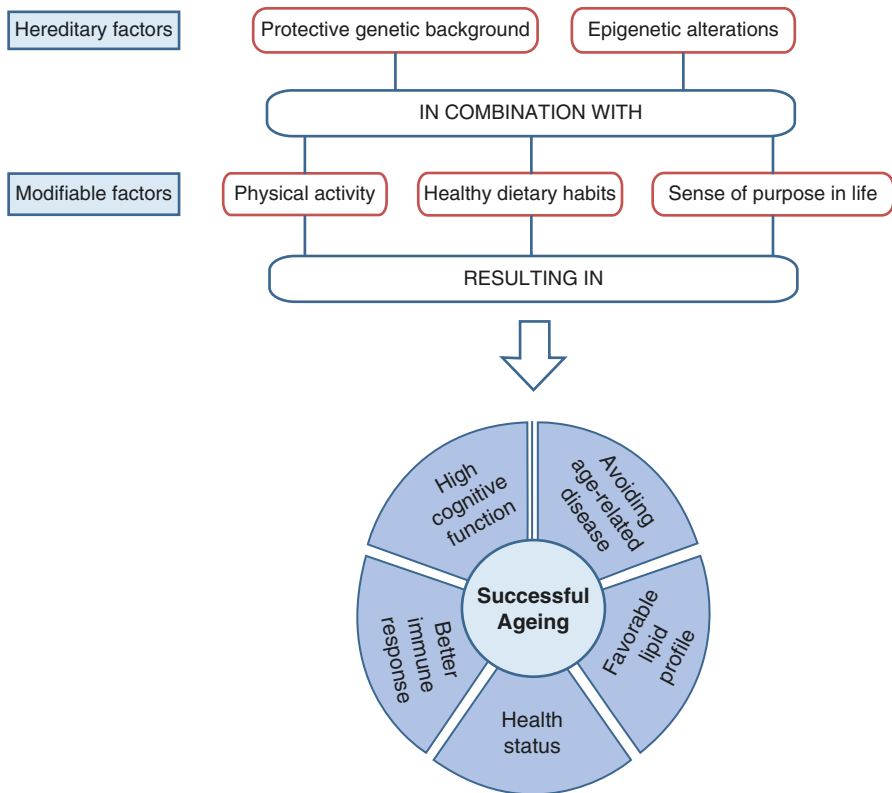 Hereditary factors
Protective genetic background
Epigenetic alterations
IN COMBINATION WITH
Modifiable factors
Physical activity
Healthy dietary habits
Sense of purpose in life
RESULTING IN
High
cognitive
function
Avoiding
age-related
disease
Successful
Ageing
Better
immune
response
Favorable
lipid
profile
Health
status